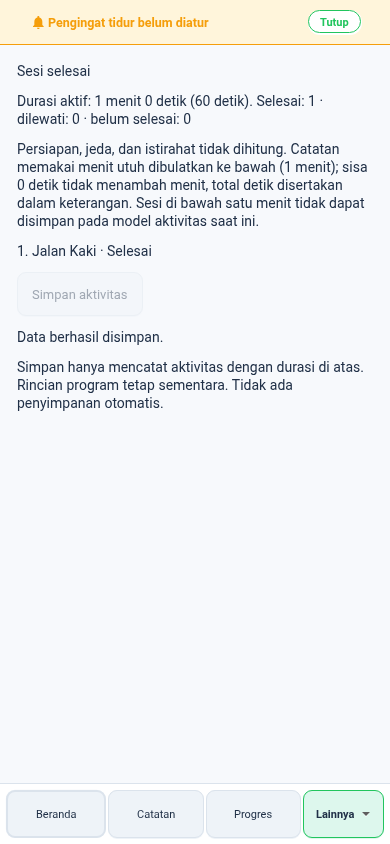 Pengingat tidur belum diatur
Tutup
Sesi selesai
Durasi aktif: 1 menit 0 detik (60 detik). Selesai: 1 ·
dilewati: 0 · belum selesai: 0
Persiapan, jeda, dan istirahat tidak dihitung. Catatan
memakai menit utuh dibulatkan ke bawah (1 menit); sisa
0 detik tidak menambah menit, total detik disertakan
dalam keterangan. Sesi di bawah satu menit tidak dapat
disimpan pada model aktivitas saat ini.
1. Jalan Kaki · Selesai
Simpan aktivitas
Data berhasil disimpan.
Simpan hanya mencatat aktivitas dengan durasi di atas.
Rincian program tetap sementara. Tidak ada
penyimpanan otomatis.
Beranda
Catatan
Progres
Lainnya